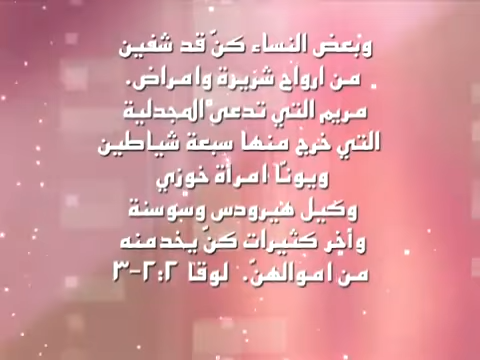 وبعض النساء كنّ قد شفين
من ارواح شريرة وامراض.
مريم التي تدعى المجدلية
التي خرج منها سبعة شياطين
ويونّا امرأة خوزي
وكيل هيرودس وسوسنة
وأخر كثيرات كنّ يخدمنه
من اموالهنّ. لوقا ٢:٢-٣